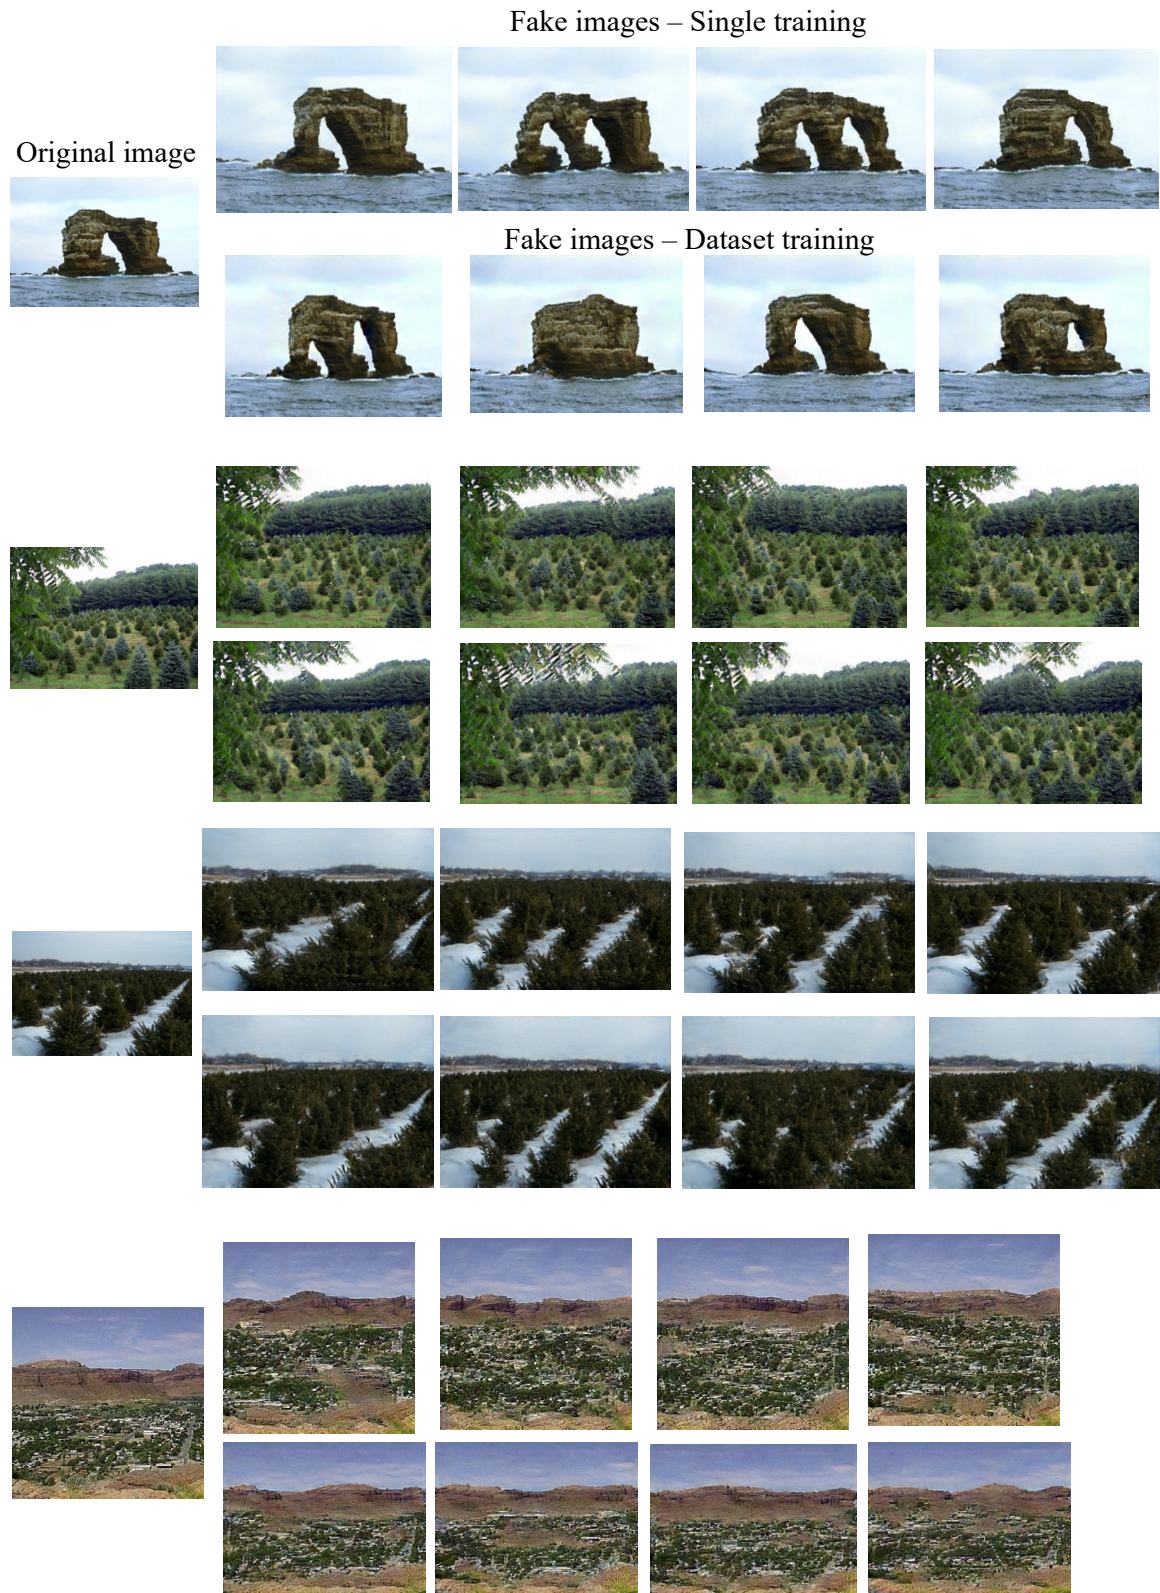 Fake images – Single training
Original image
Fake images – Dataset training